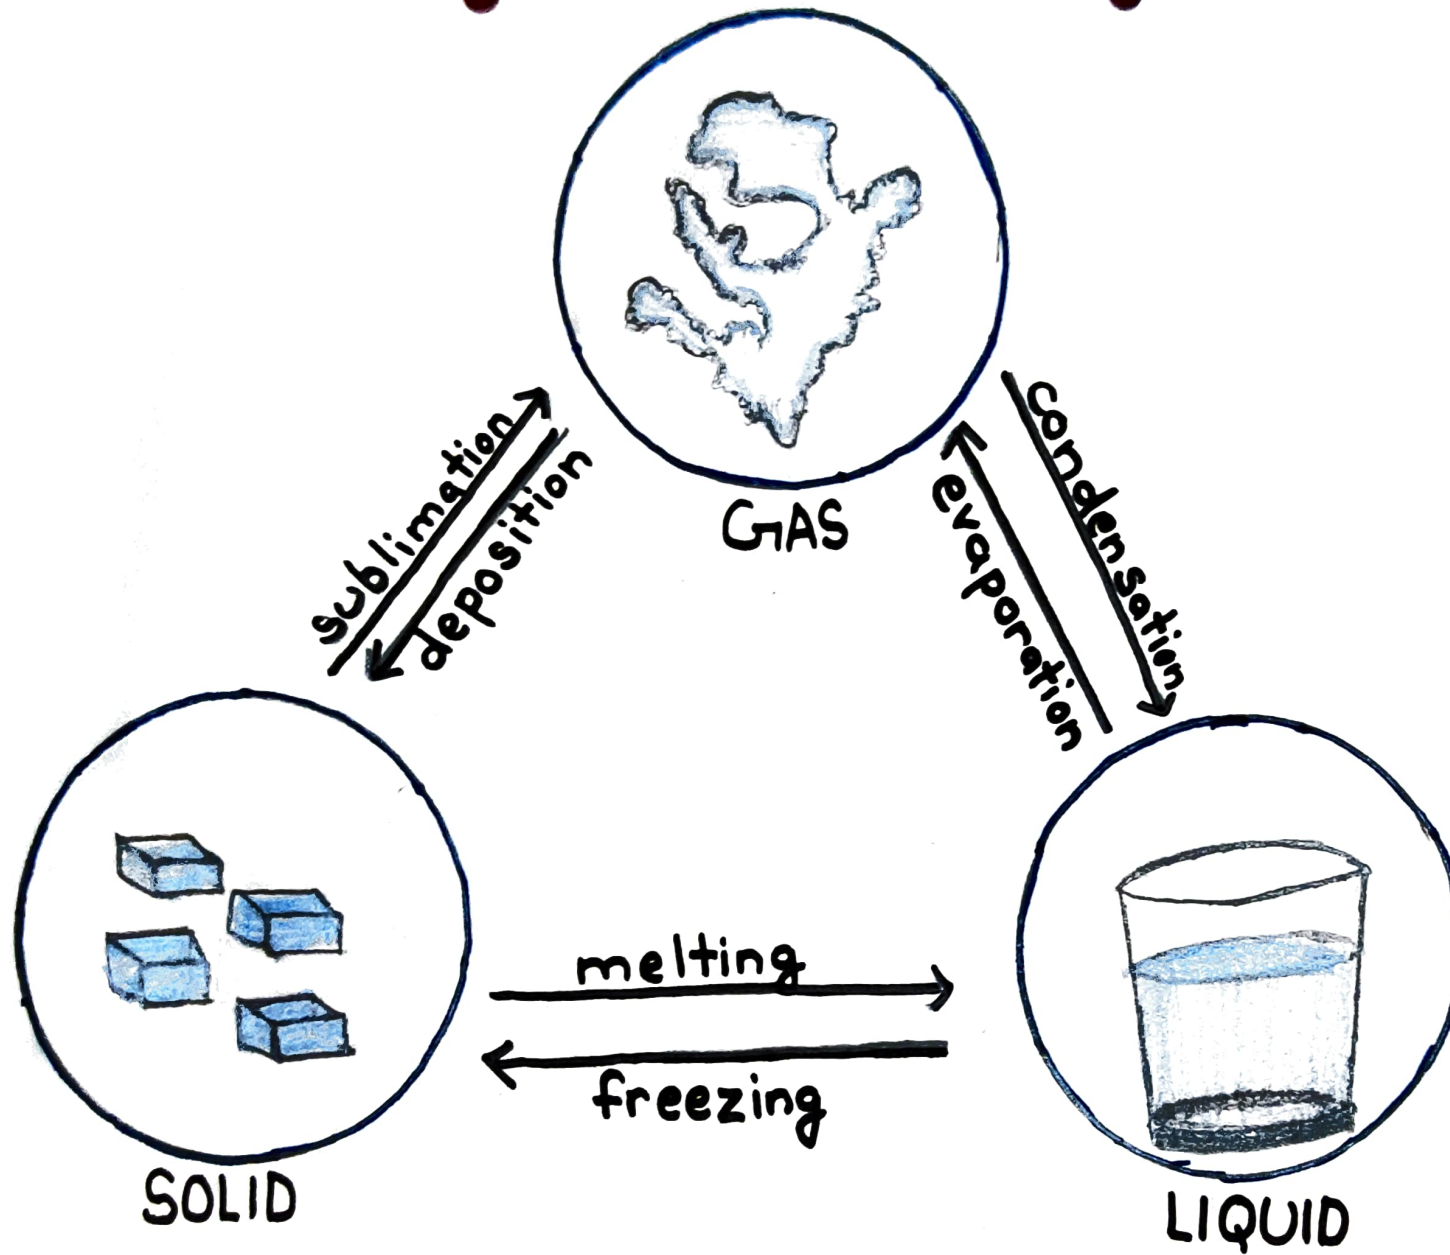 GAS
sublimation
deposition
condensation
evaporation
melting
freezing
SOLID
LIQUID